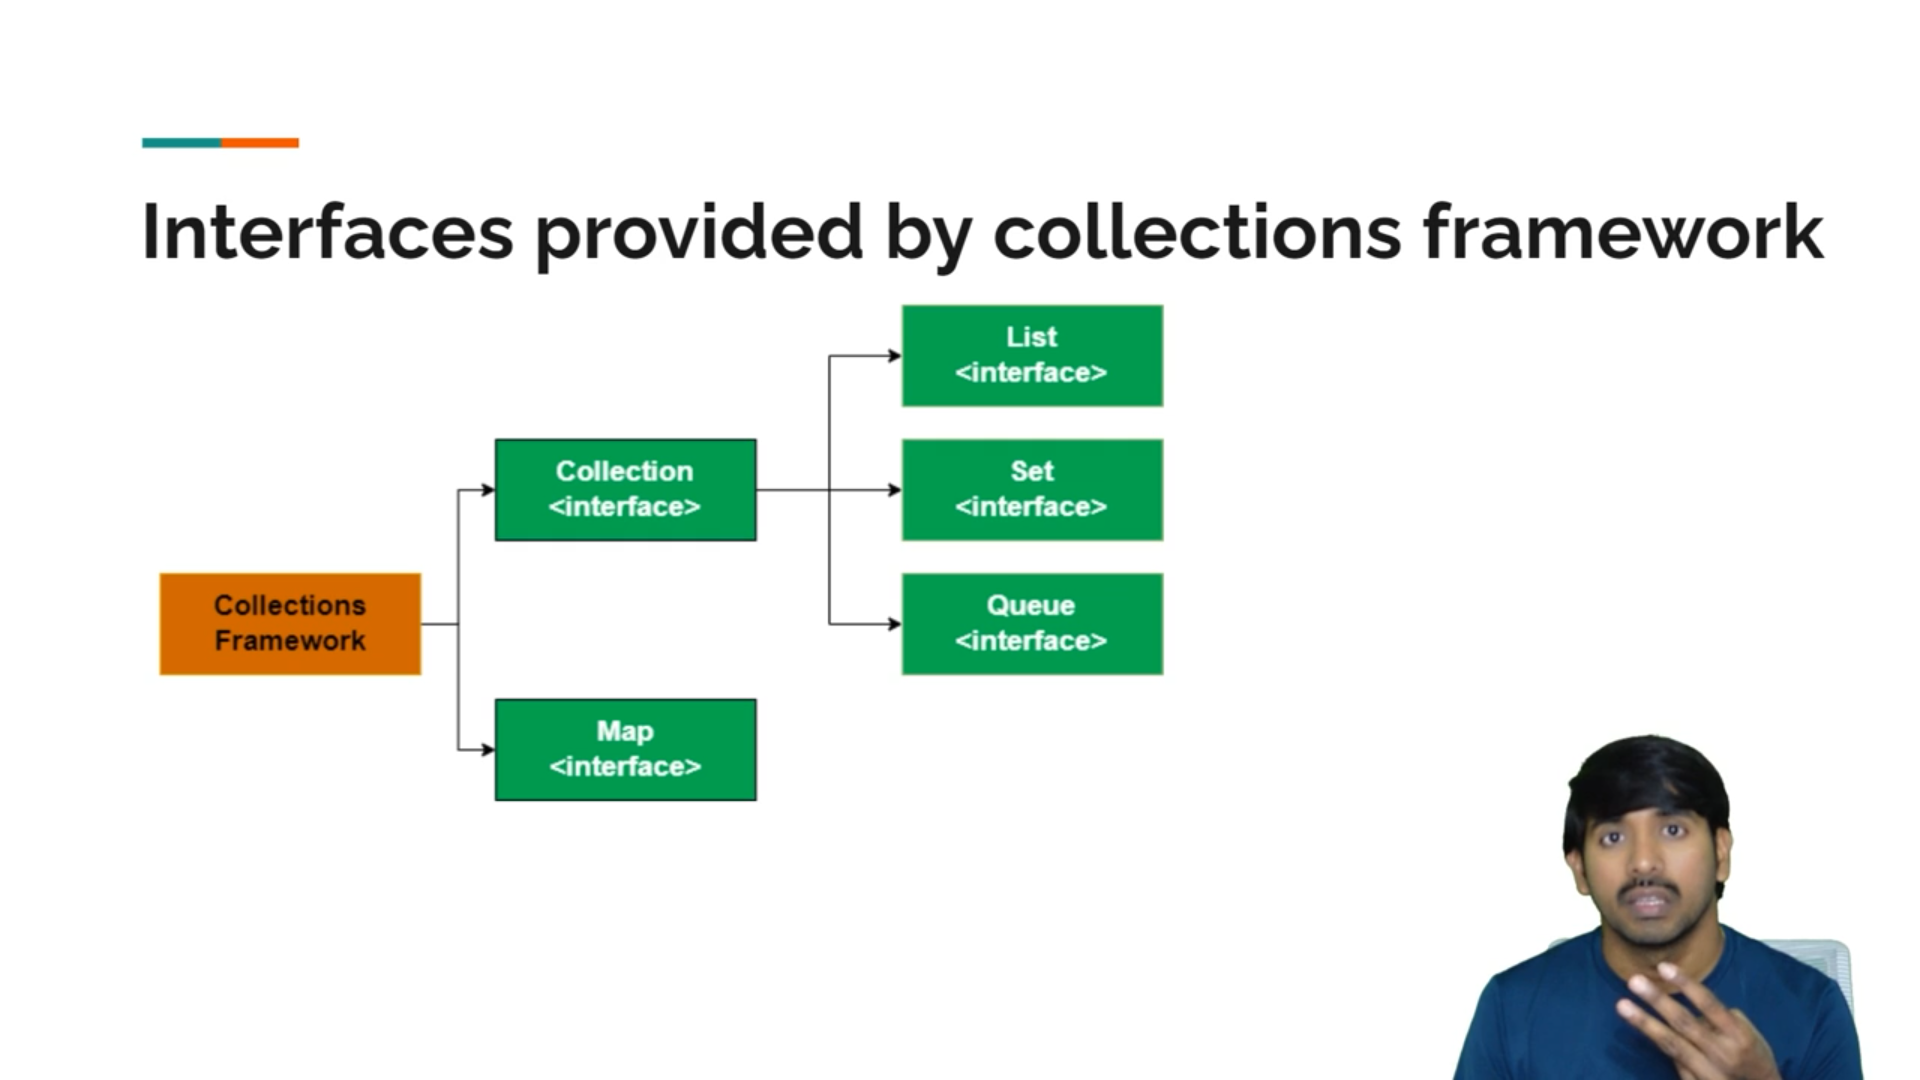 Interfaces provided by collections framework
List
<interface>
Collection
<interface>
Set
<interface>
Collections
Framework
Queue
<interface>
Map
<interface>